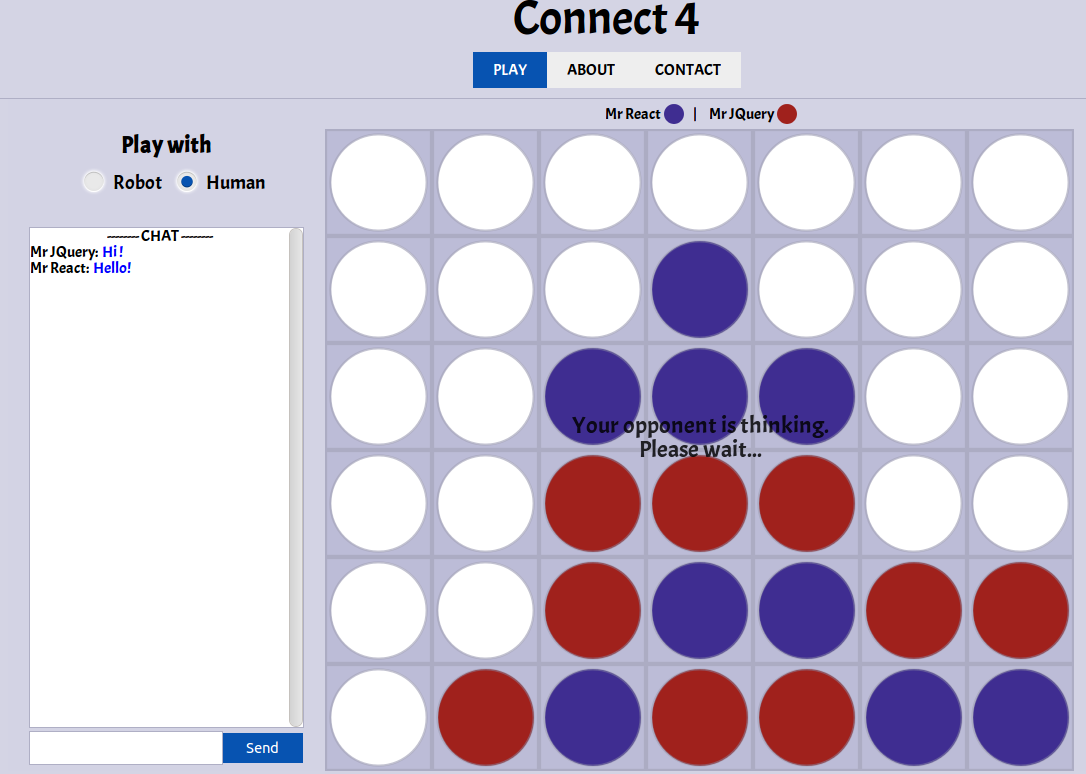 Connect 4
PLAY ABOUT CONTACT
Mr React | Mr JQuery
Play with
Robot Human
-------- CHAT --------
Mr JQuery: Hi!
Mr React: Hello!
Your opponent is thinking.
Please wait...
Send